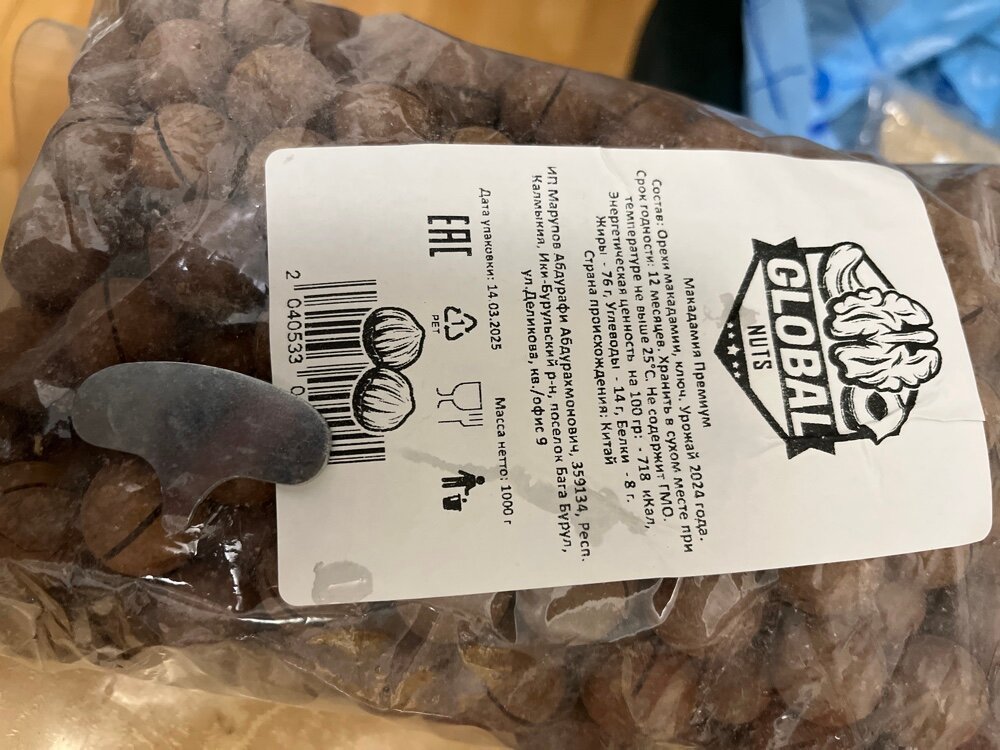 GLOBAL
NUTS
Макадамия Премиум
Состав: Орехи макадамии, ключ. Урожай 2024 года.
Срок годности: 12 месяцев. Хранить в сухом месте при
температуре не выше 25°С. Не содержит ГМО.
Энергетическая ценность на 100 гр: - 718 кКал,
Жиры - 76 г, Углеводы - 14 г, Белки - 8 г.
Страна происхождения: Китай
ИП Марупов Абдурафи Абдурахмонович, 359134, Респ.
Калмыкия, Ики-Бурульский р-н, поселок Бага Бурул,
ул.Деликова, кв./офис 9
Дата упаковки: 14.03.2025 Масса нетто: 1000 г
EAC
PET
2 040533 0